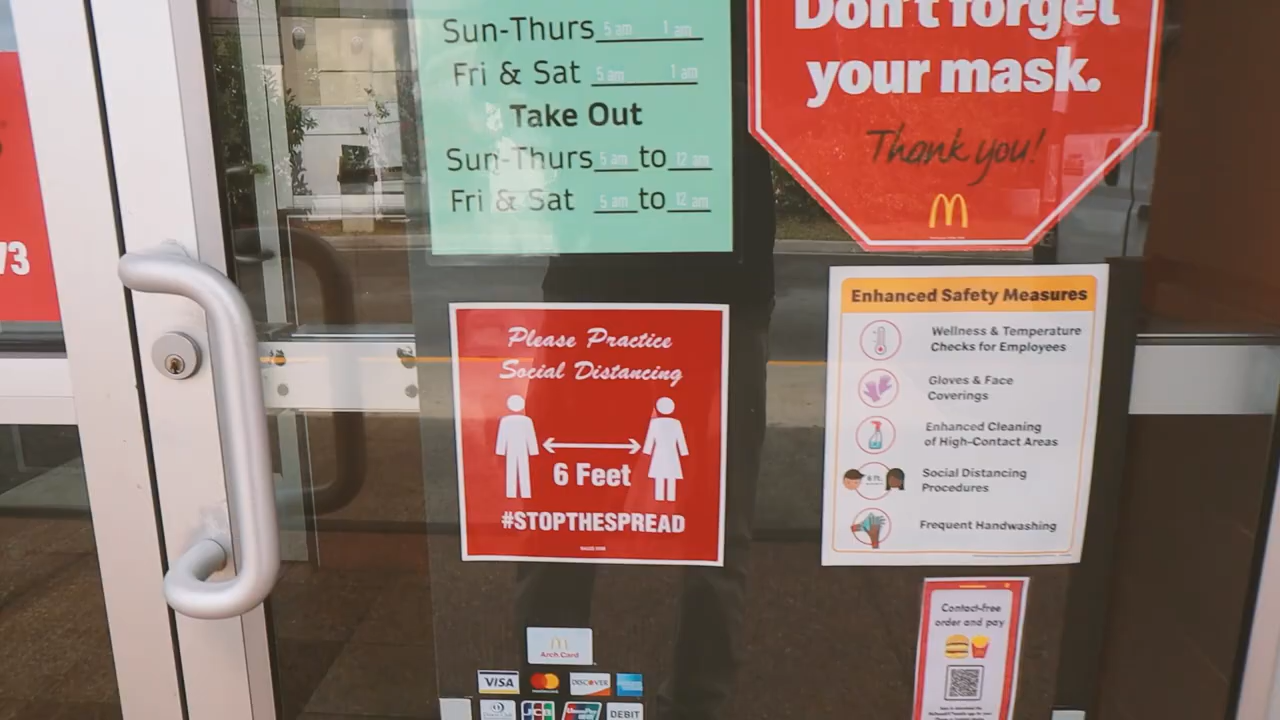 Sun-Thurs 5 am 1 am
Fri & Sat 5 am 1 am
Take Out
Sun-Thurs 5 am to 12 am
Fri & Sat 5 am to 12 am
Don't forget
your mask.
Thank you!
73
Please Practice
Social Distancing
6 Feet
#STOPTHESPREAD
Enhanced Safety Measures
Wellness & Temperature
Checks for Employees
Gloves & Face
Coverings
Enhanced Cleaning
of High-Contact Areas
6 ft.
Social Distancing
Procedures
Frequent Handwashing
Contact-free
order and pay
Arch Card
VISA
DISCOVER
JCB
DEBIT